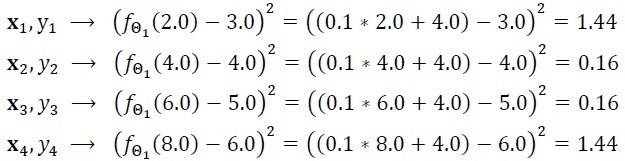 x₁, y₁ → (f_Θ₁(2.0) − 3.0)² = ((0.1 ∗ 2.0 + 4.0) − 3.0)² = 1.44
x₂, y₂ → (f_Θ₁(4.0) − 4.0)² = ((0.1 ∗ 4.0 + 4.0) − 4.0)² = 0.16
x₃, y₃ → (f_Θ₁(6.0) − 5.0)² = ((0.1 ∗ 6.0 + 4.0) − 5.0)² = 0.16
x₄, y₄ → (f_Θ₁(8.0) − 6.0)² = ((0.1 ∗ 8.0 + 4.0) − 6.0)² = 1.44